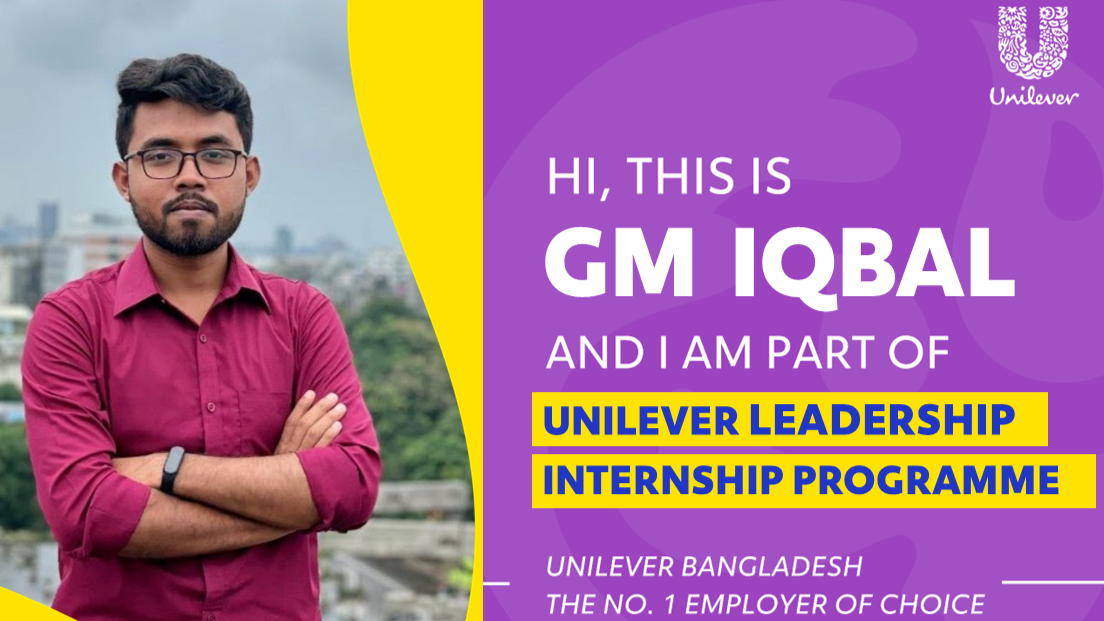 Unilever
HI, THIS IS
GM IQBAL
AND I AM PART OF
UNILEVER LEADERSHIP
INTERNSHIP PROGRAMME
UNILEVER BANGLADESH
THE NO. 1 EMPLOYER OF CHOICE